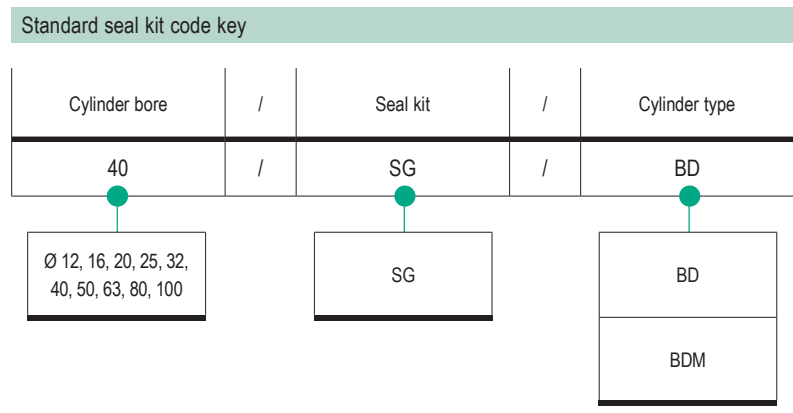 Standard seal kit code key
Cylinder bore / Seal kit / Cylinder type
40 / SG / BD
Ø 12, 16, 20, 25, 32,
40, 50, 63, 80, 100
SG
BD
BDM